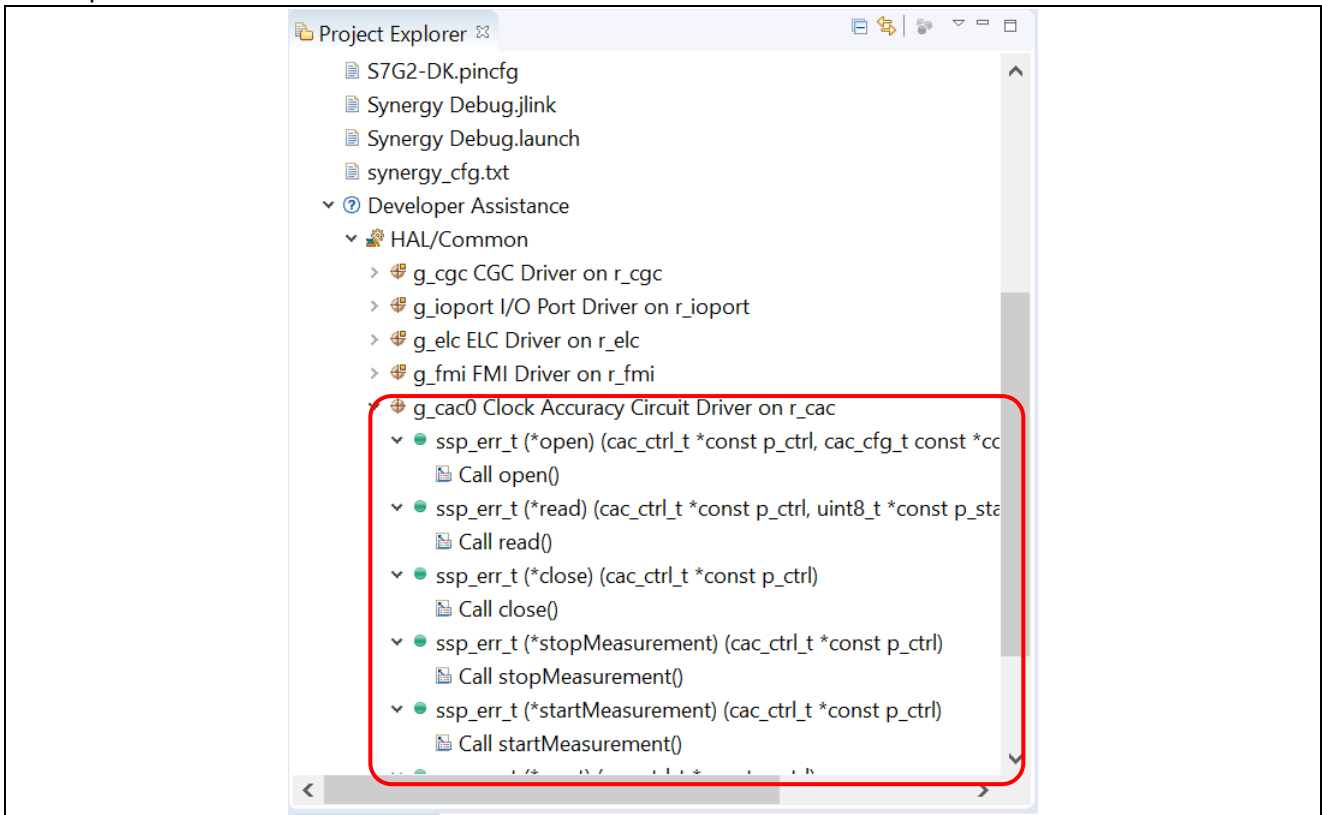 Project Explorer
S7G2-DK.pincfg
Synergy Debug.jlink
Synergy Debug.launch
synergy_cfg.txt
Developer Assistance
HAL/Common
g_cgc CGC Driver on r_cgc
g_ioport I/O Port Driver on r_ioport
g_elc ELC Driver on r_elc
g_fmi FMI Driver on r_fmi
g_cac0 Clock Accuracy Circuit Driver on r_cac
ssp_err_t (*open) (cac_ctrl_t *const p_ctrl, cac_cfg_t const *cc
Call open()
ssp_err_t (*read) (cac_ctrl_t *const p_ctrl, uint8_t *const p_sta
Call read()
ssp_err_t (*close) (cac_ctrl_t *const p_ctrl)
Call close()
ssp_err_t (*stopMeasurement) (cac_ctrl_t *const p_ctrl)
Call stopMeasurement()
ssp_err_t (*startMeasurement) (cac_ctrl_t *const p_ctrl)
Call startMeasurement()